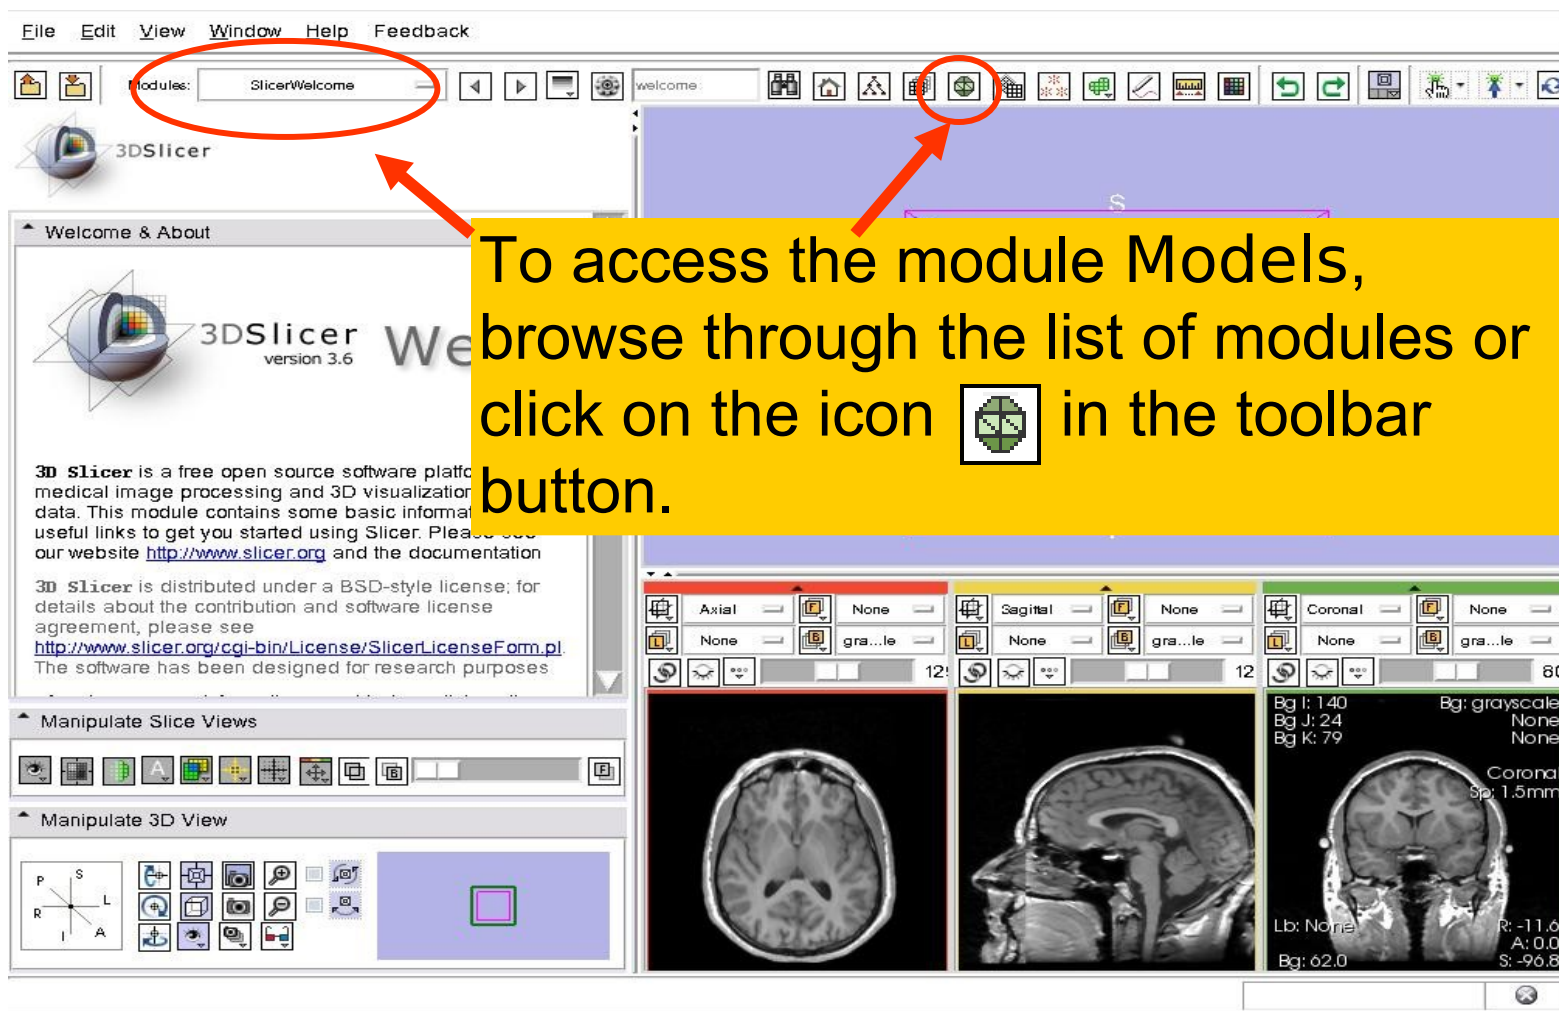 File Edit View Window Help Feedback
Modules: SlicerWelcome welcome
3DSlicer
S
Welcome & About
To access the module Models,
browse through the list of modules or
click on the icon in the toolbar
button.
3DSlicer We
version 3.6
3D Slicer is a free open source software platfo
medical image processing and 3D visualization
data. This module contains some basic informat
useful links to get you started using Slicer. Please see
our website http://www.slicer.org and the documentation
3D Slicer is distributed under a BSD-style license; for
details about the contribution and software license
agreement, please see
http://www.slicer.org/cgi-bin/License/SlicerLicenseForm.pl.
The software has been designed for research purposes
Manipulate Slice Views
A B F
Manipulate 3D View
P S L R I A
Axial F None
L None B gra...le
Sagittal F None
L None B gra...le
12
Coronal F None
L None B gra...le
80
Bg I: 140
Bg J: 24
Bg K: 79
Bg: grayscale
None
None
Coronal
Sp: 1.5mm
Lb: None
Bg: 62.0
R: -11.6
A: 0.0
S: -96.8